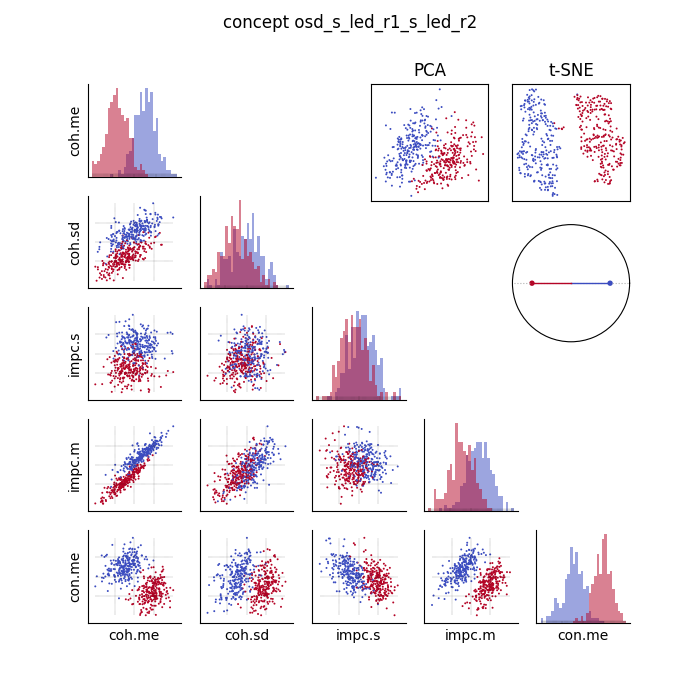 concept osd_s_led_r1_s_led_r2
PCA
t-SNE
coh.me
coh.sd
impc.s
impc.m
con.me
coh.me
coh.sd
impc.s
impc.m
con.me